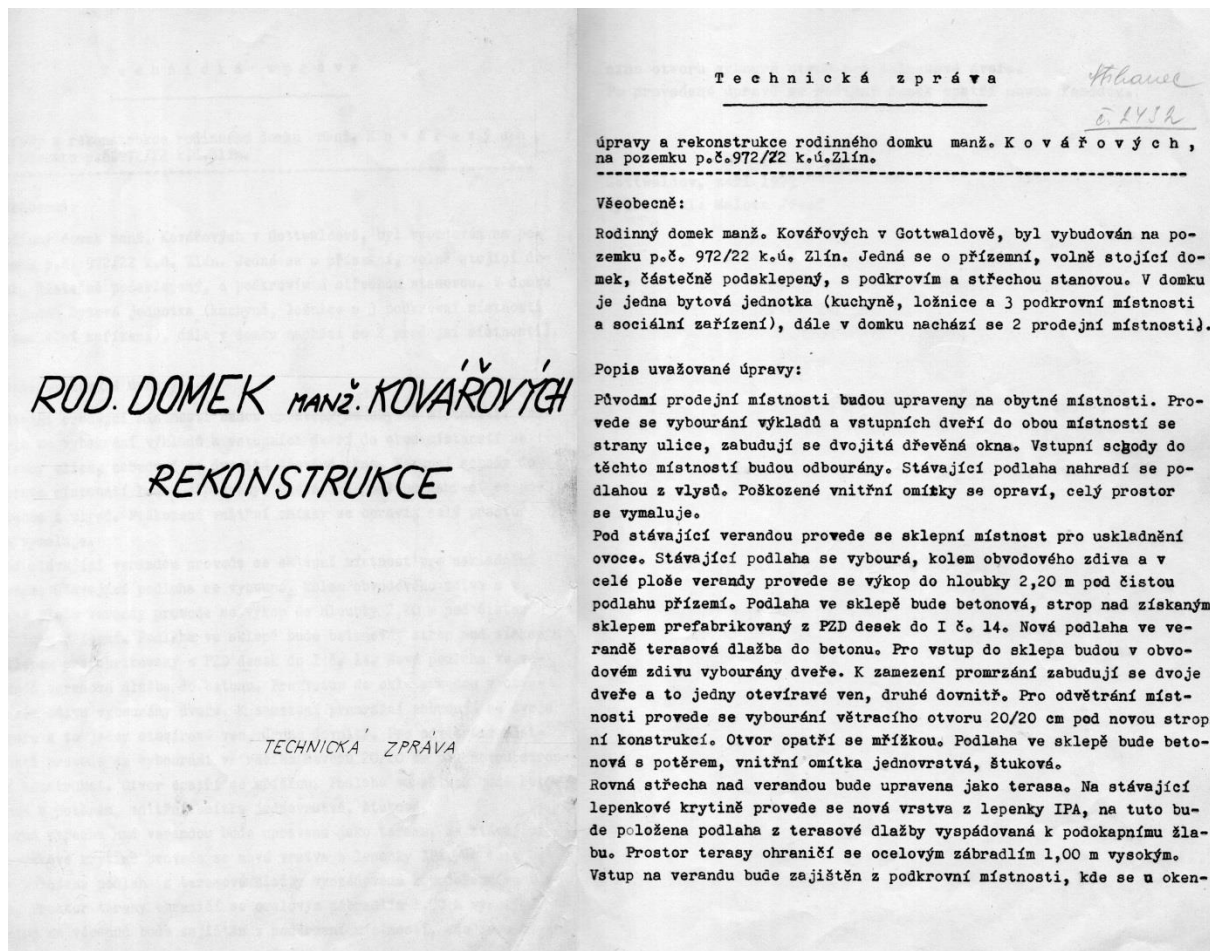 ROD. DOMEK MANŽ. KOVÁŘOVÝCH
REKONSTRUKCE
TECHNICKÁ ZPRÁVA
Technická zpráva
č. 2452
úpravy a rekonstrukce rodinného domku manž. Kovářových,
na pozemku p.č.972/22 k.ú.Zlín.
Všeobecně:
Rodinný domek manž. Kovářových v Gottwaldově, byl vybudován na po-
zemku p.č. 972/22 k.ú. Zlín. Jedná se o přízemní, volně stojící do-
mek, částečně podsklepený, s podkrovím a střechou stanovou. V domku
je jedna bytová jednotka (kuchyně, ložnice a 3 podkrovní místnosti
a sociální zařízení), dále v domku nachází se 2 prodejní místnosti).
Popis uvažované úpravy:
Původmí prodejní místnosti budou upraveny na obytné místnosti. Pro-
vede se vybourání výkladů a vstupních dveří do obou místností se
strany ulice, zabudují se dvojitá dřevěná okna. Vstupní schody do
těchto místností budou odbourány. Stávající podlaha nahradí se po-
dlahou z vlysů. Poškozené vnitřní omítky se opraví, celý prostor
se vymaluje.
Pod stávající verandou provede se sklepní místnost pro uskladnění
ovoce. Stávající podlaha se vybourá, kolem obvodového zdiva a v
celé ploše verandy provede se výkop do hloubky 2,20 m pod čistou
podlahu přízemí. Podlaha ve sklepě bude betonová, strop nad získaným
sklepem prefabrikovaný z PZD desek do I č. 14. Nová podlaha ve ve-
randě terasová dlažba do betonu. Pro vstup do sklepa budou v obvo-
dovém zdivu vybourány dveře. K zamezení promrzání zabudují se dvoje
dveře a to jedny otevíravé ven, druhé dovnitř. Pro odvětrání míst-
nosti provede se vybourání větracího otvoru 20/20 cm pod novou strop
ní konstrukcí. Otvor opatří se mřížkou. Podlaha ve sklepě bude beto-
nová s potěrem, vnitřní omítka jednovrstvá, štuková.
Rovná střecha nad verandou bude upravena jako terasa. Na stávající
lepenkové krytině provede se nová vrstva z lepenky IPA, na tuto bu-
de položena podlaha z terasové dlažby vyspádovaná k podokapnímu žla-
bu. Prostor terasy ohraničí se ocelovým zábradlím 1,00 m vysokým.
Vstup na verandu bude zajištěn z podkrovní místnosti, kde se u oken-